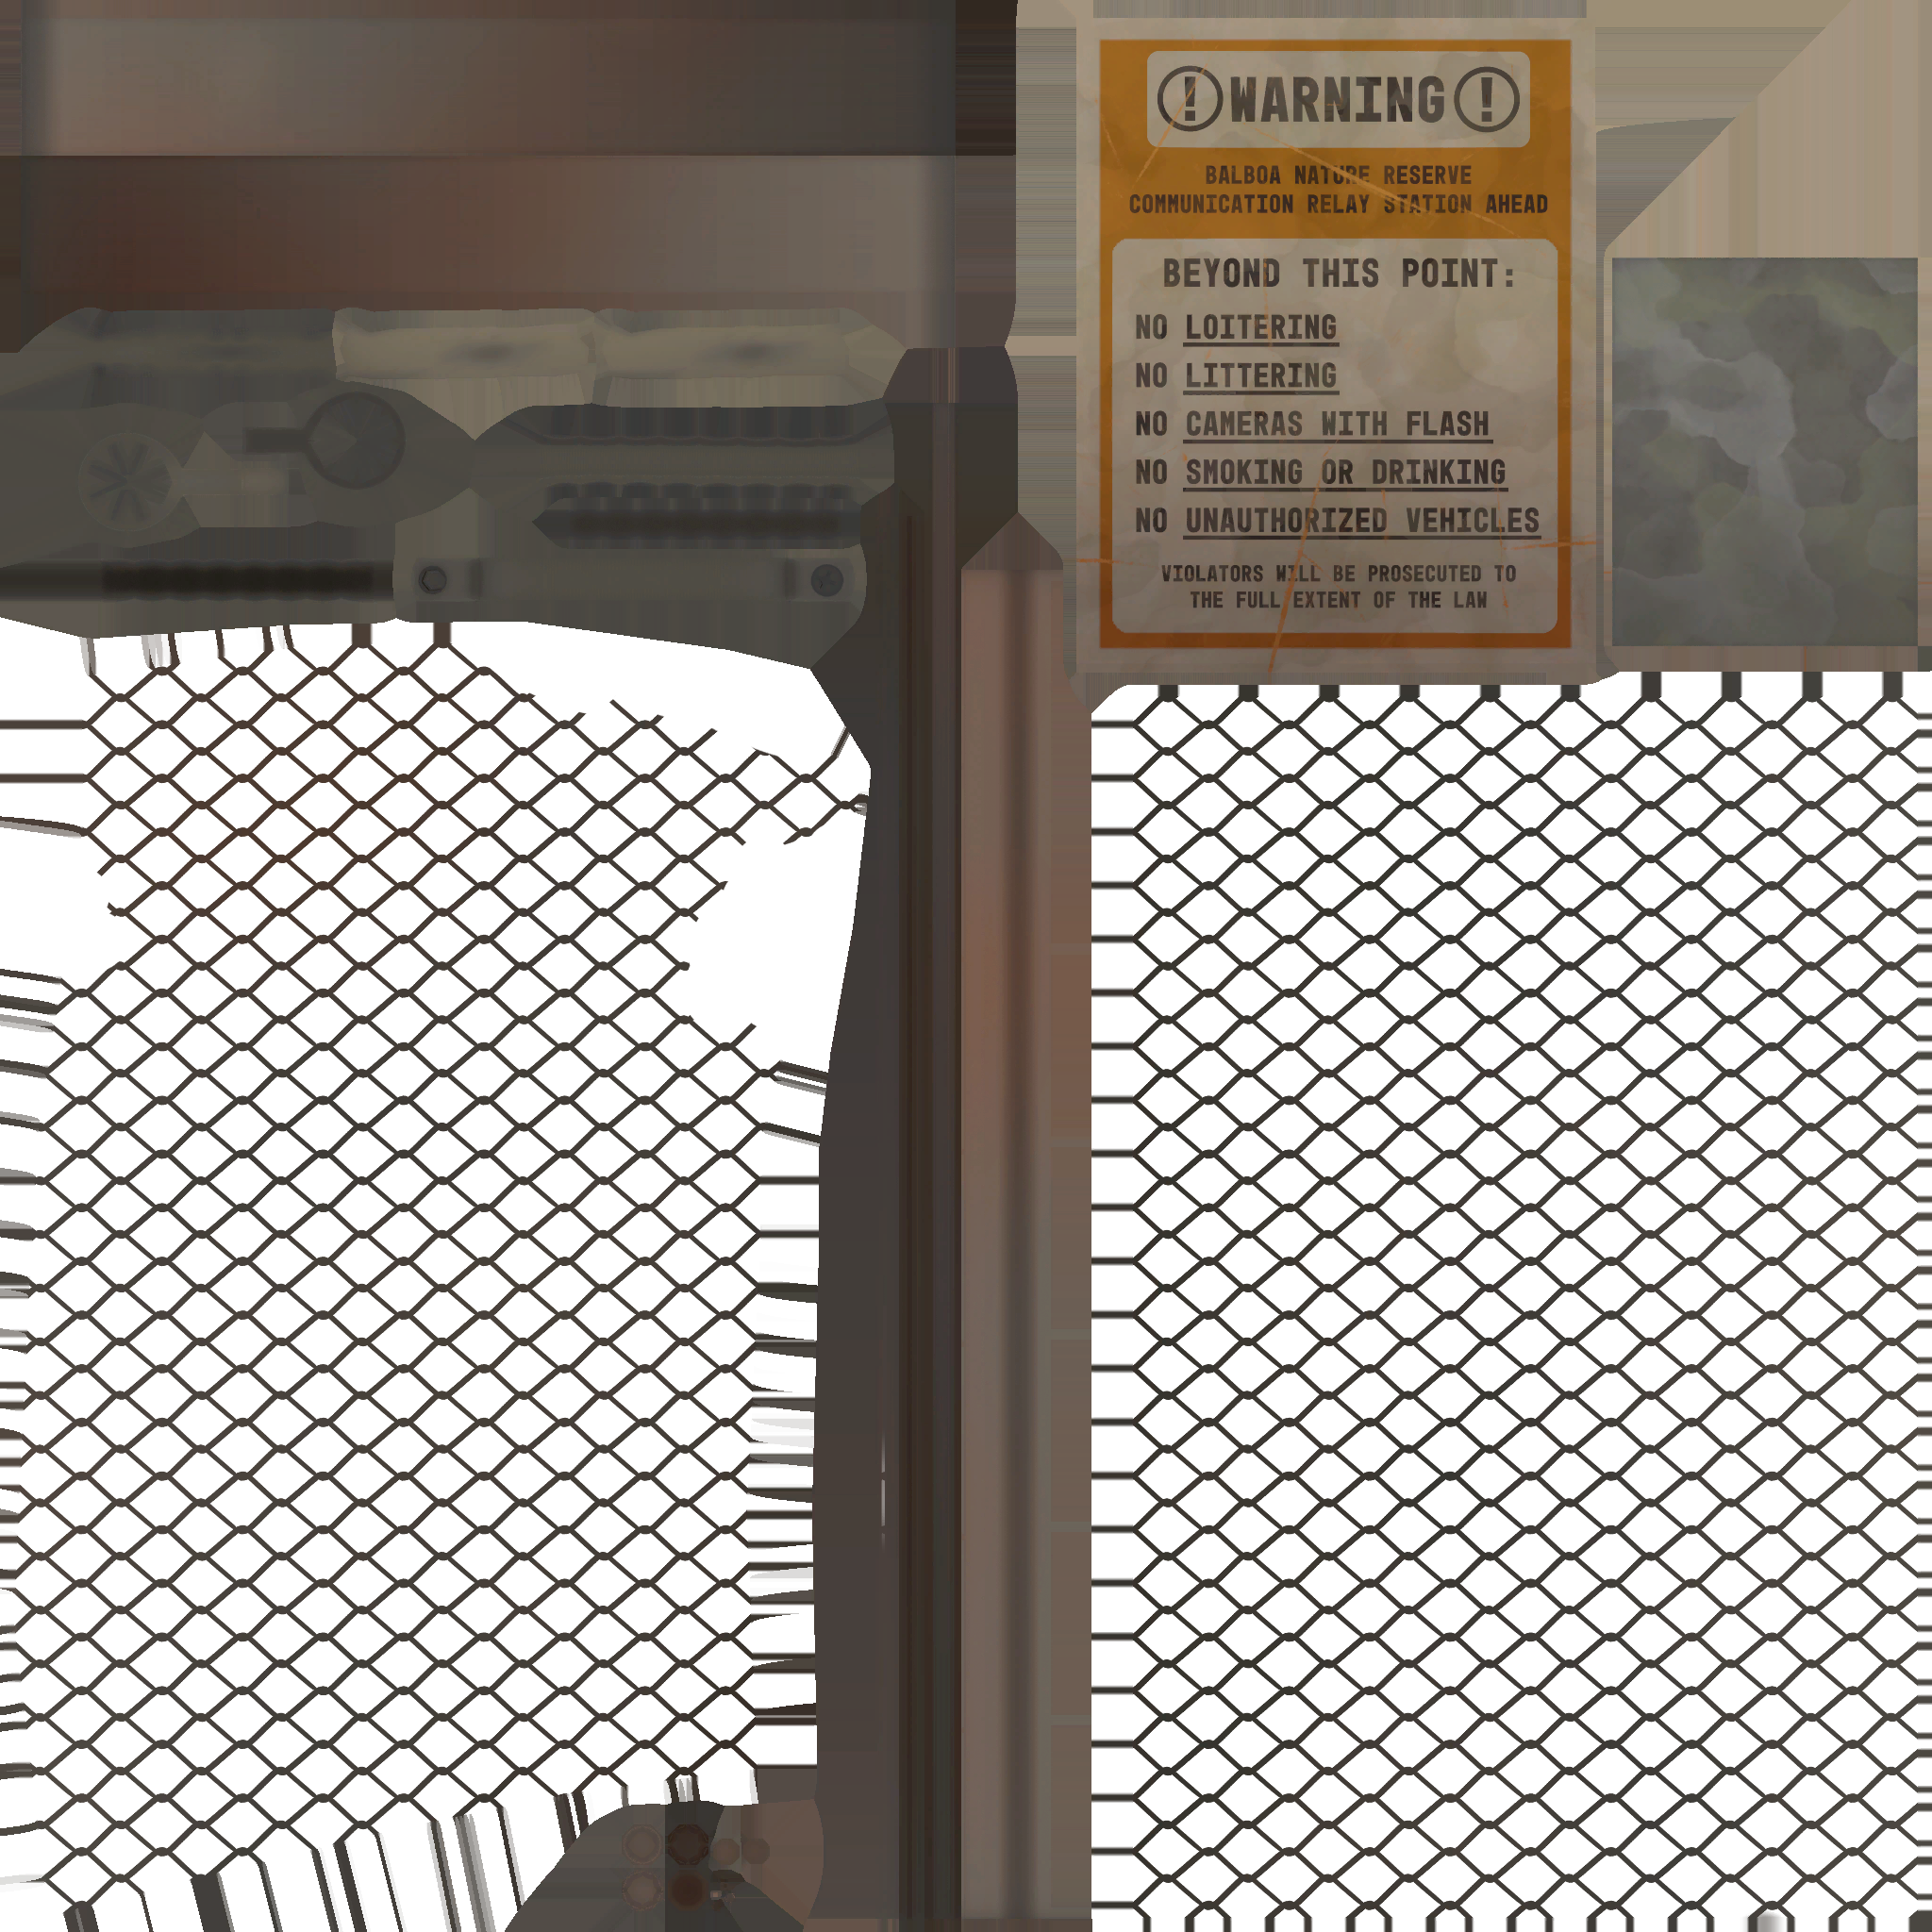 ! WARNING !
BALBOA NATURE RESERVE
COMMUNICATION RELAY STATION AHEAD
BEYOND THIS POINT:
NO LOITERING
NO LITTERING
NO CAMERAS WITH FLASH
NO SMOKING OR DRINKING
NO UNAUTHORIZED VEHICLES
VIOLATORS WILL BE PROSECUTED TO
THE FULL EXTENT OF THE LAW